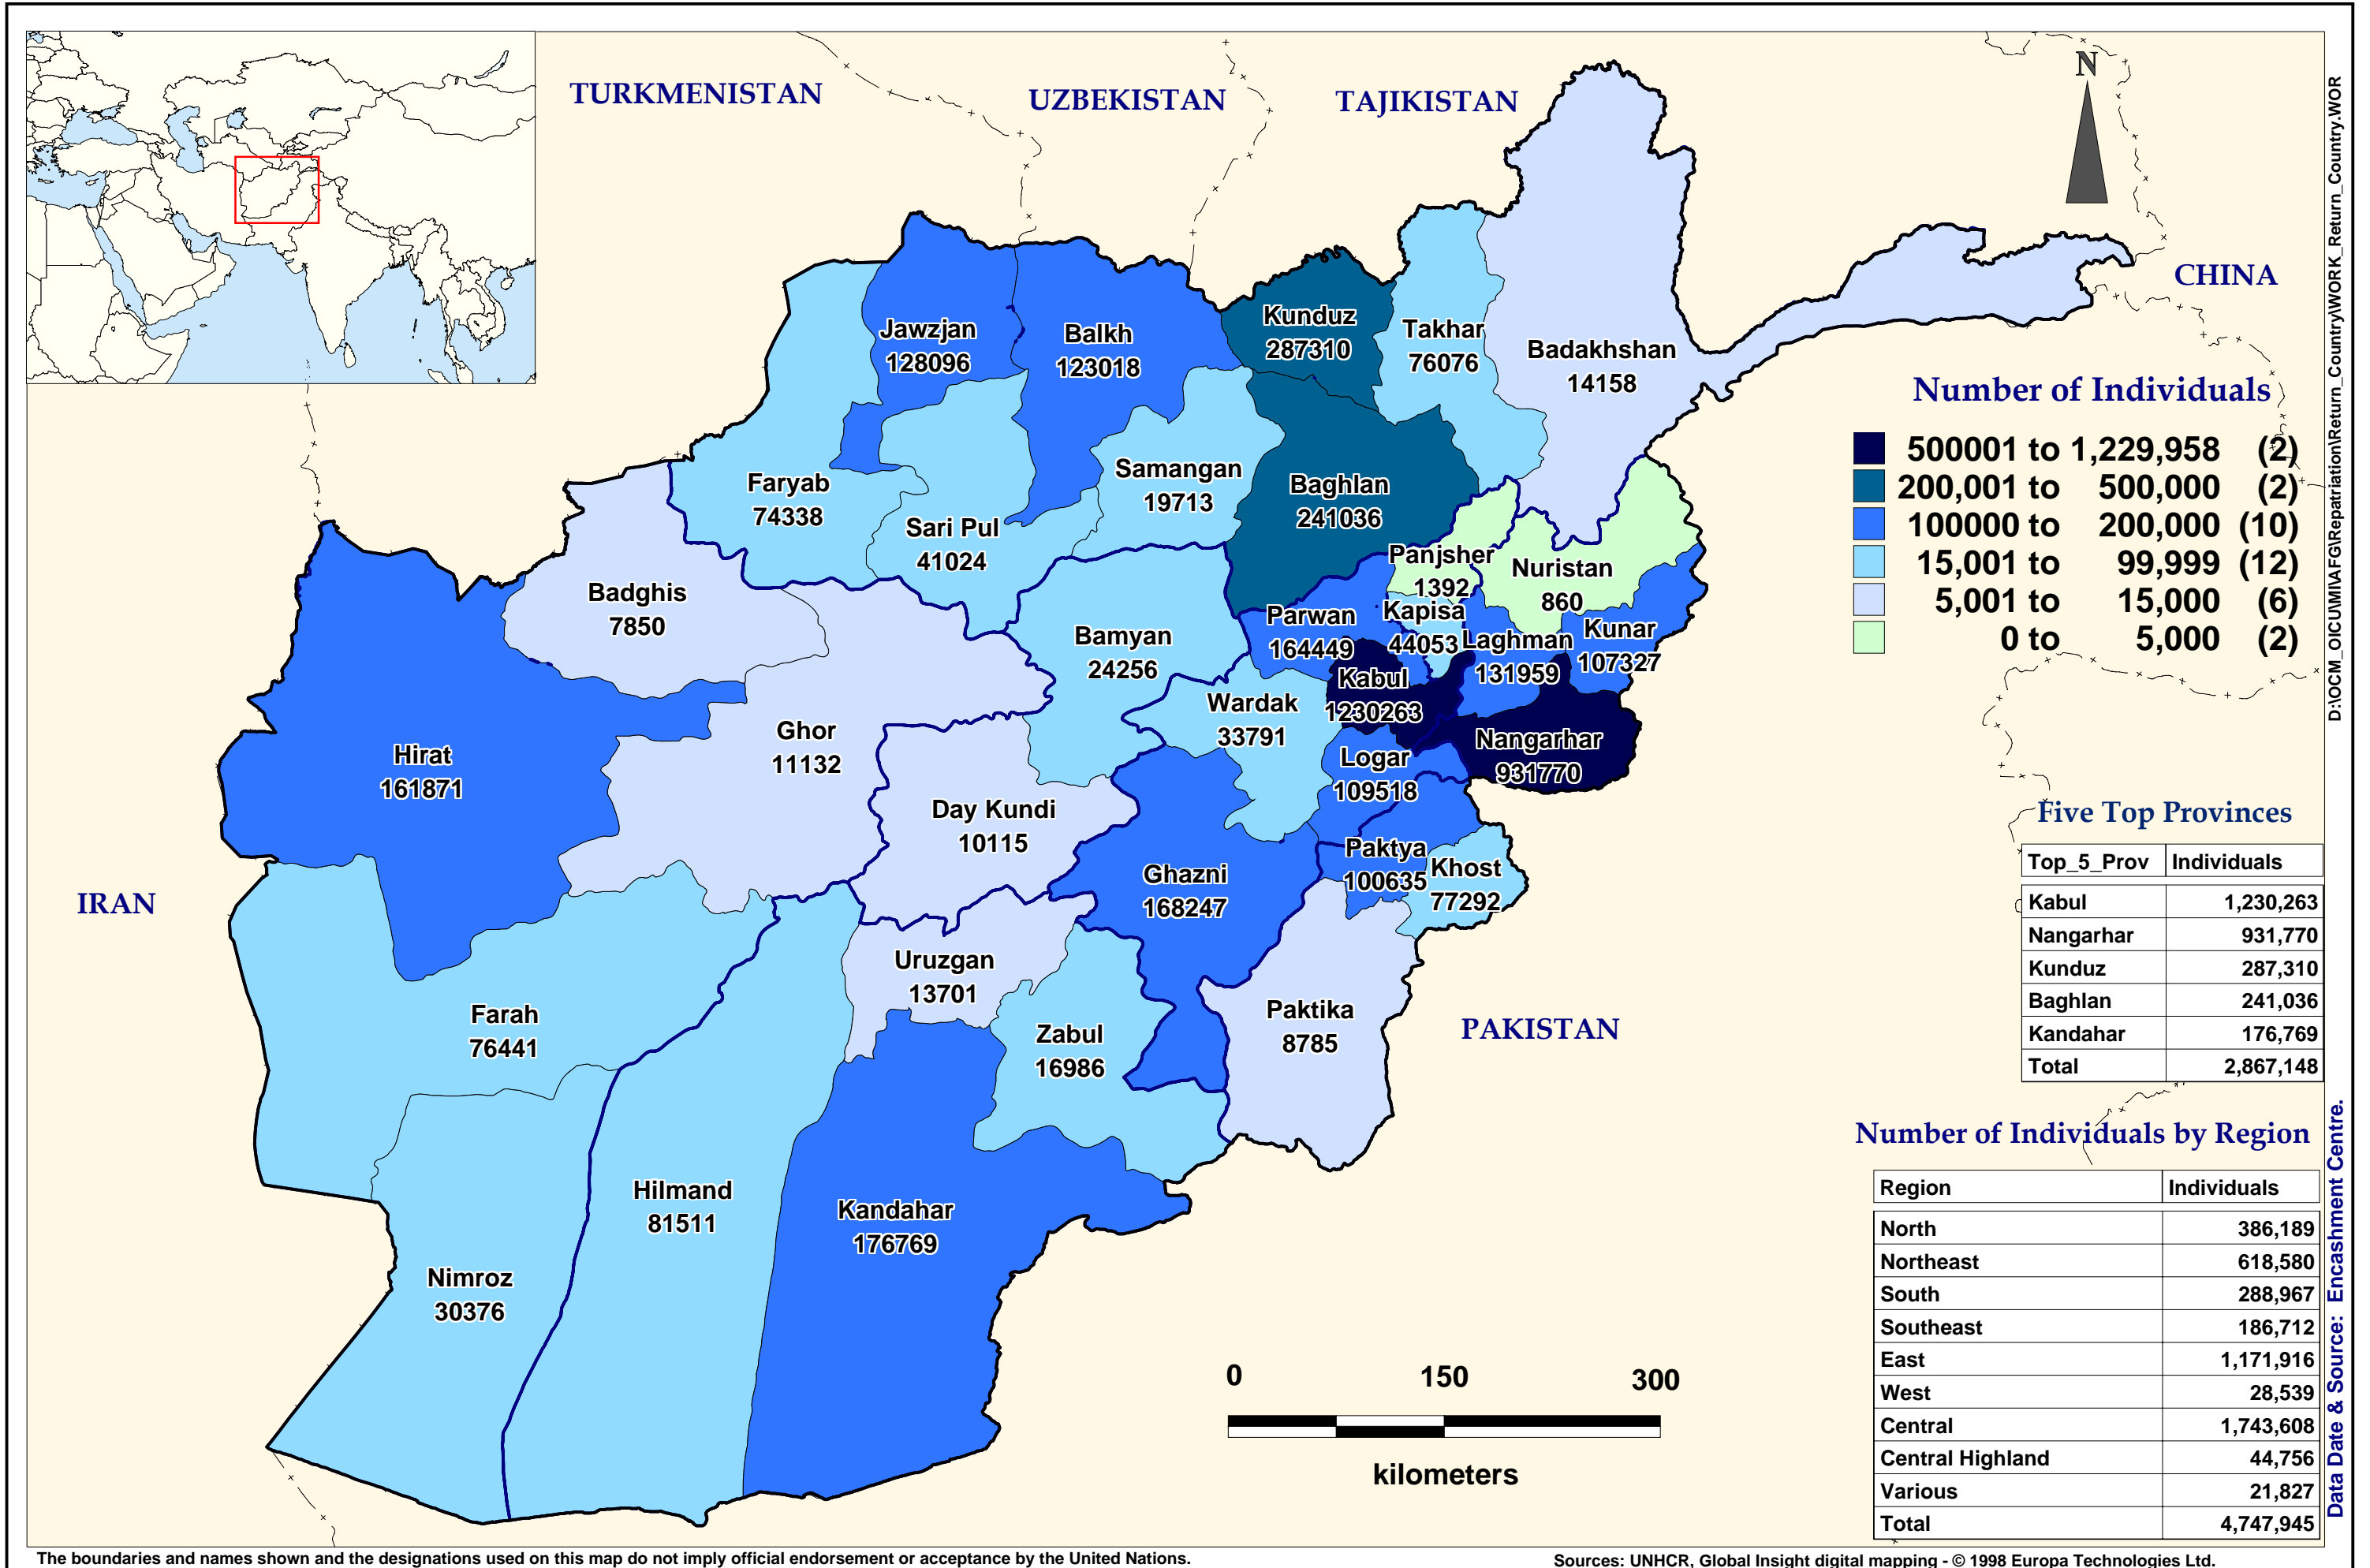 TURKMENISTAN
UZBEKISTAN
TAJIKISTAN
N
CHINA
Jawzjan
128096
Balkh
123018
Kunduz
287310
Takhar
76076
Badakhshan
14158
Faryab
74338
Sari Pul
41024
Samangan
19713
Baghlan
241036
Panjsher
1392
Nuristan
860
Badghis
7850
Bamyan
24256
Parwan
164449
Kapisa
44053
Laghman
131959
Kunar
107327
Hirat
161871
Ghor
11132
Day Kundi
10115
Wardak
33791
Kabul
1230263
Logar
109518
Nangarhar
931770
IRAN
Ghazni
168247
Paktya
100635
Khost
77292
Farah
76441
Uruzgan
13701
Zabul
16986
Paktika
8785
PAKISTAN
Nimroz
30376
Hilmand
81511
Kandahar
176769
0 150 300
kilometers
Number of Individuals
500001 to 1,229,958 (2)
200,001 to 500,000 (2)
100000 to 200,000 (10)
15,001 to 99,999 (12)
5,001 to 15,000 (6)
0 to 5,000 (2)
Five Top Provinces
Top_5_Prov Individuals
Kabul 1,230,263
Nangarhar 931,770
Kunduz 287,310
Baghlan 241,036
Kandahar 176,769
Total 2,867,148
Number of Individuals by Region
Region Individuals
North 386,189
Northeast 618,580
South 288,967
Southeast 186,712
East 1,171,916
West 28,539
Central 1,743,608
Central Highland 44,756
Various 21,827
Total 4,747,945
D:\OCM_OICU\MI\AFG\Repatriation\Return_Country\WORK_Return_Country.WOR
Data Date & Source: Encashment Centre.
The boundaries and names shown and the designations used on this map do not imply official endorsement or acceptance by the United Nations.
Sources: UNHCR, Global Insight digital mapping - © 1998 Europa Technologies Ltd.